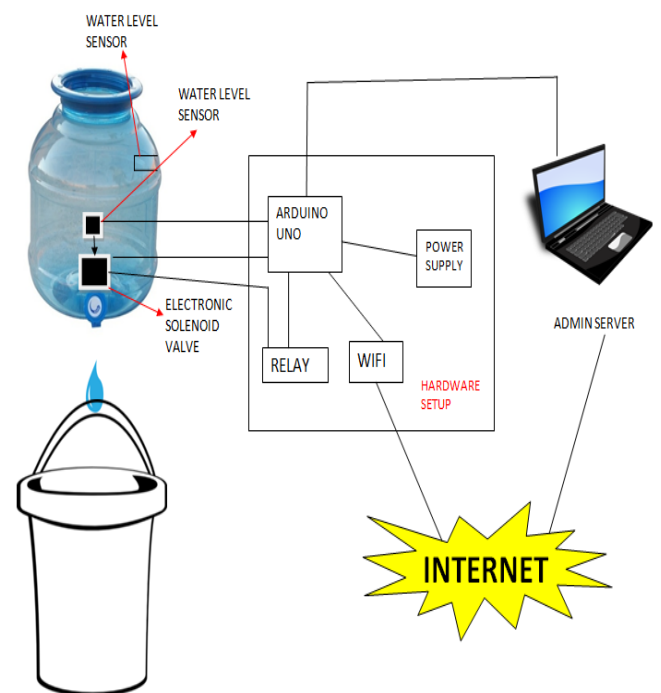 WATER LEVEL
SENSOR
WATER LEVEL
SENSOR
ARDUINO
UNO
POWER
SUPPLY
ELECTRONIC
SOLENOID
VALVE
RELAY
WIFI
HARDWARE
SETUP
ADMIN SERVER
INTERNET